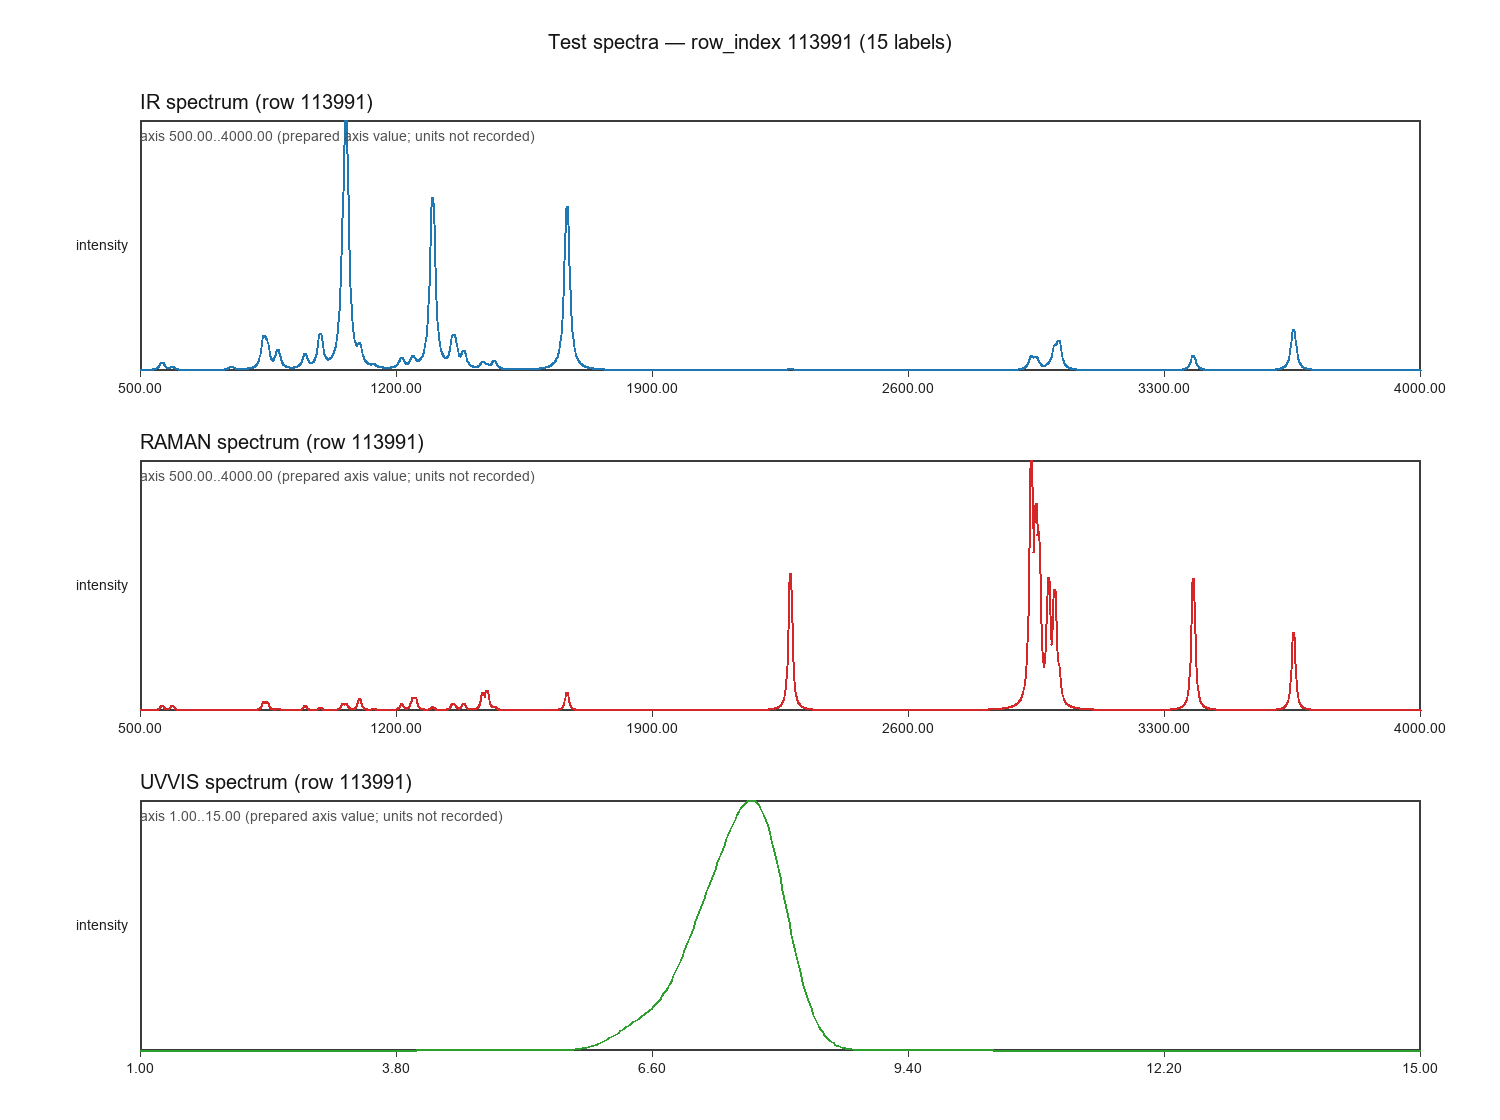 Test spectra — row_index 113991 (15 labels)
IR spectrum (row 113991)
axis 500.00..4000.00 (prepared axis value; units not recorded)
intensity
500.00 1200.00 1900.00 2600.00 3300.00 4000.00
RAMAN spectrum (row 113991)
axis 500.00..4000.00 (prepared axis value; units not recorded)
intensity
500.00 1200.00 1900.00 2600.00 3300.00 4000.00
UVVIS spectrum (row 113991)
axis 1.00..15.00 (prepared axis value; units not recorded)
intensity
1.00 3.80 6.60 9.40 12.20 15.00